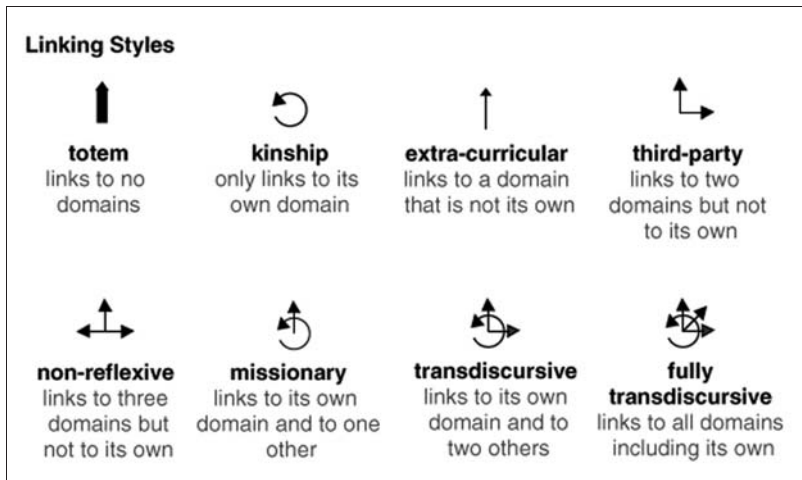 Linking Styles
totem
links to no
domains
kinship
only links to its
own domain
extra-curricular
links to a domain
that is not its own
third-party
links to two
domains but not
to its own
non-reflexive
links to three
domains but
not to its own
missionary
links to its own
domain and to one
other
transdiscursive
links to its own
domain and to
two others
fully
transdiscursive
links to all domains
including its own